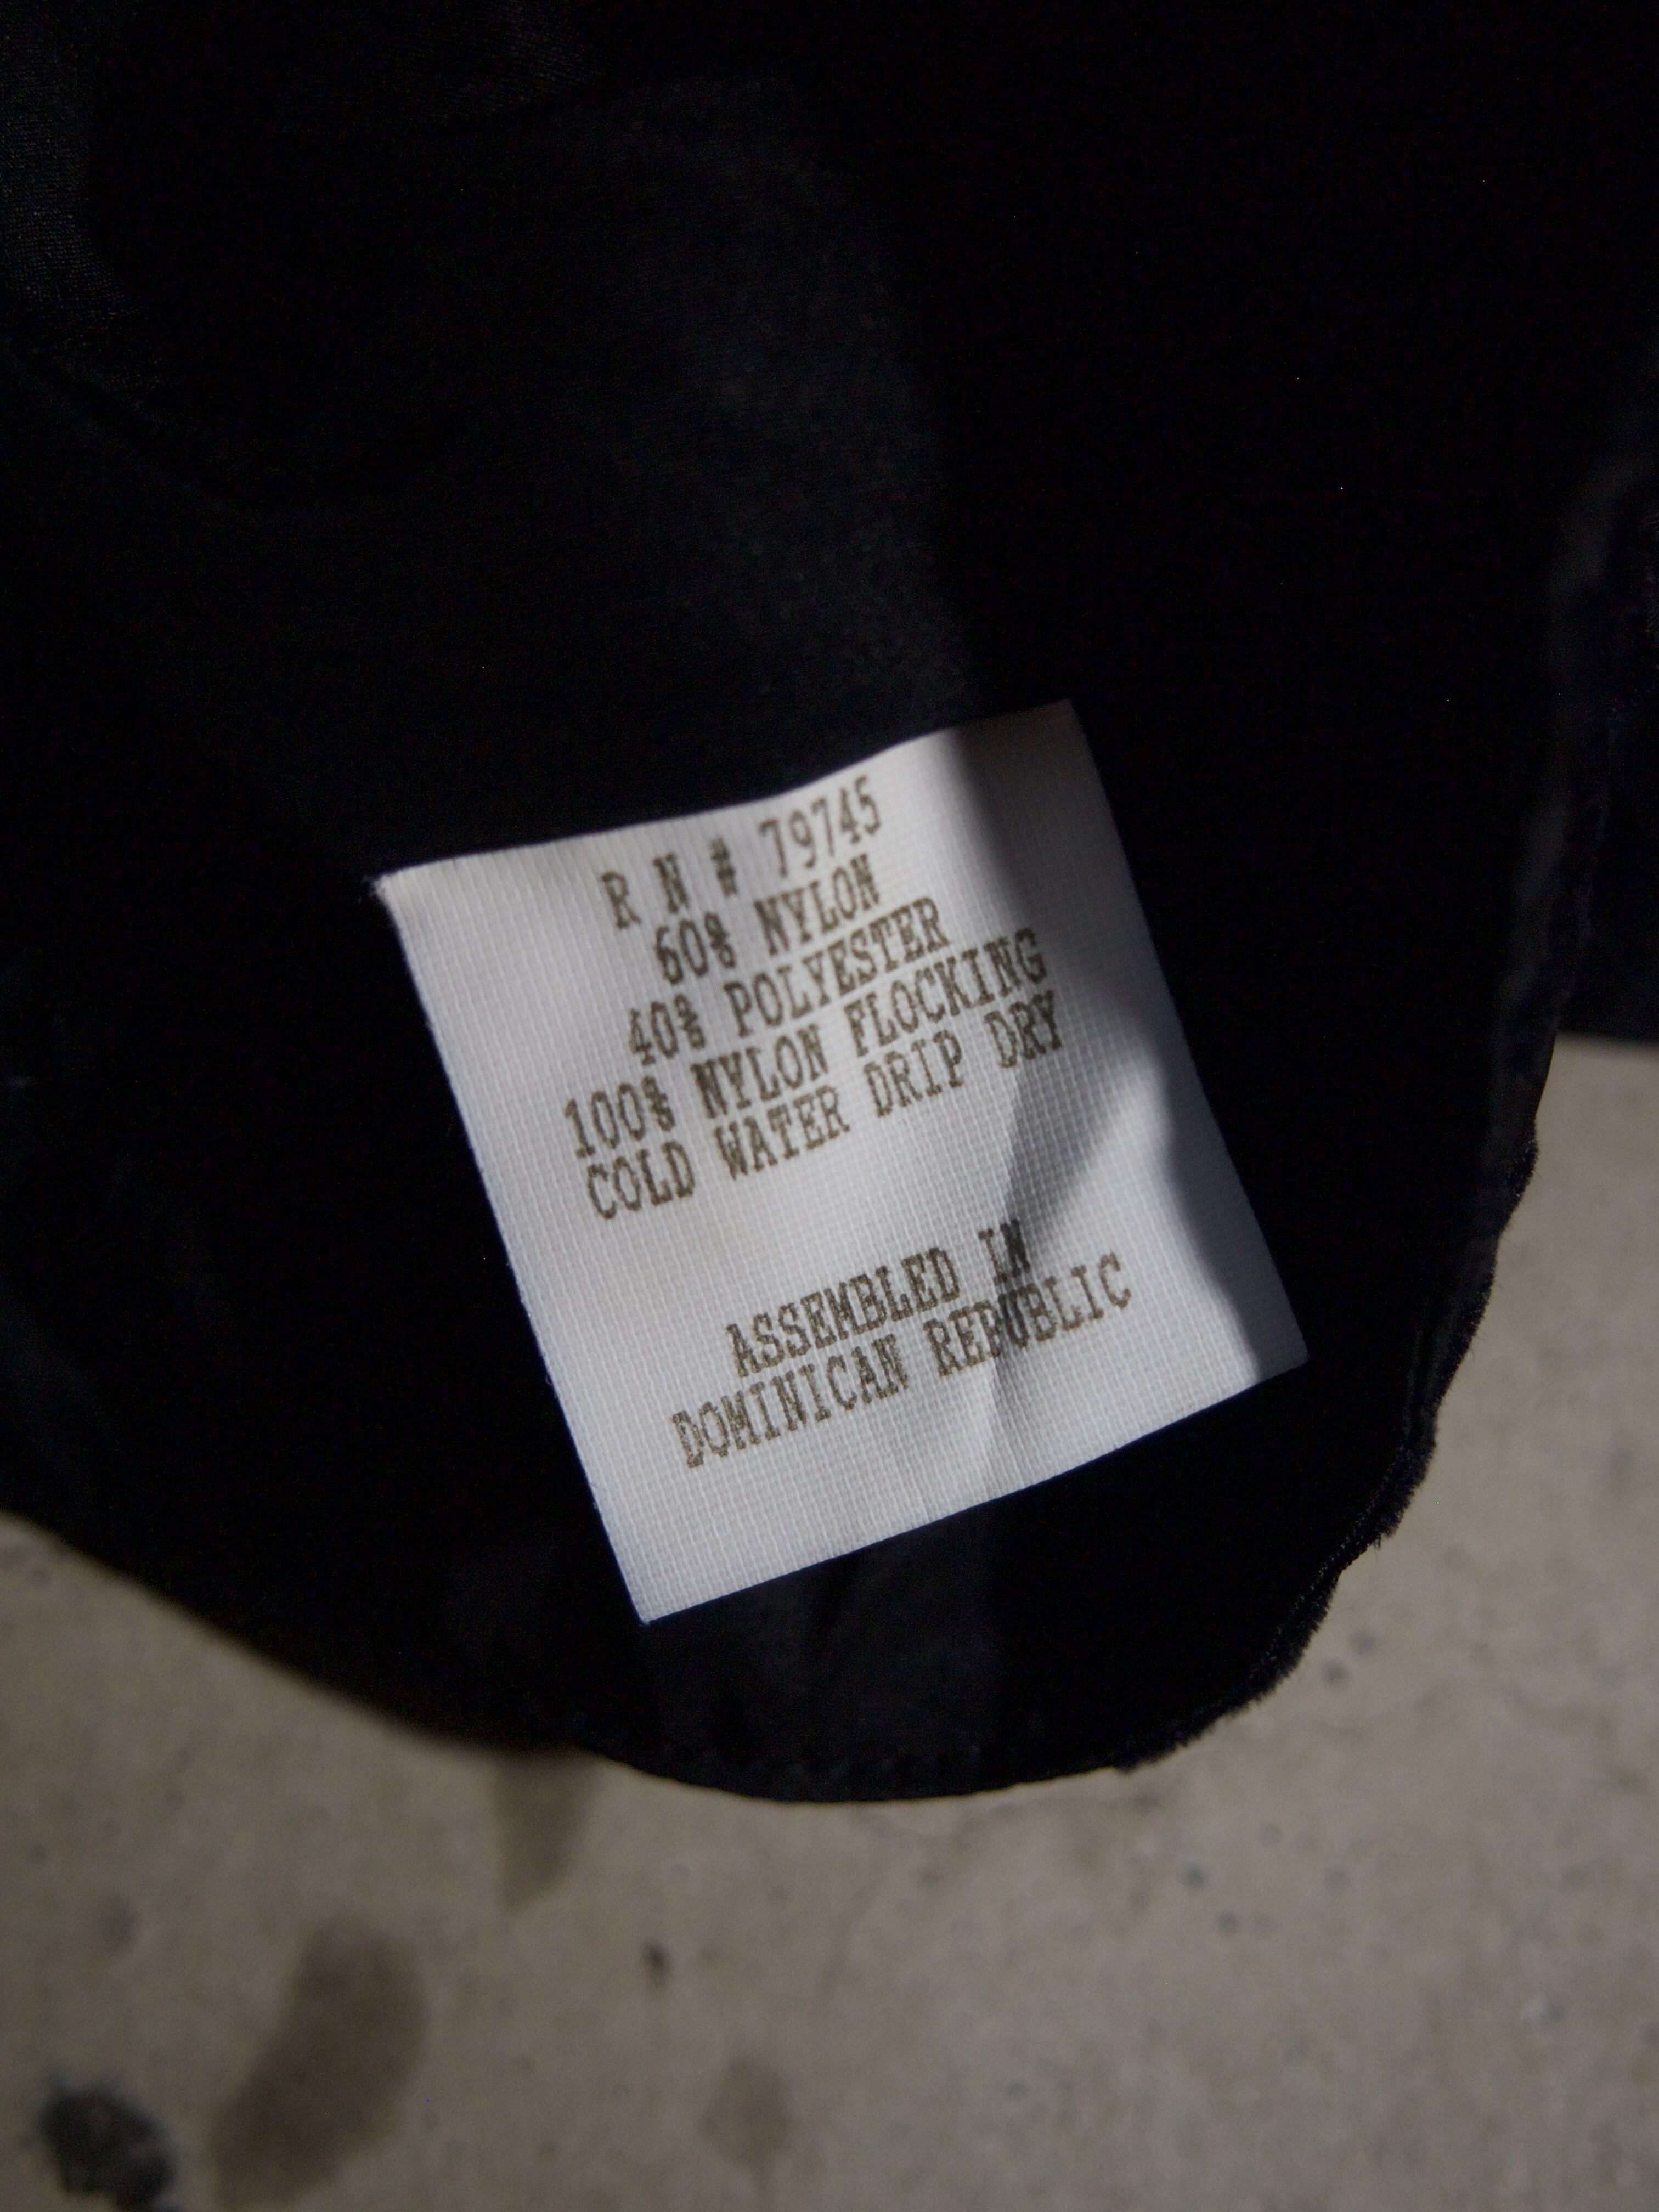 R N # 79745
60% NYLON
40% POLYESTER
100% NYLON FLOCKING
COLD WATER DRIP DRY
ASSEMBLED IN
DOMINICAN REPUBLIC